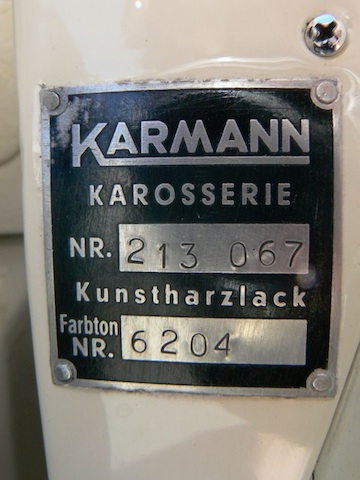 KARMANN
KAROSSERIE
NR. 213 067
Kunstharzlack
Farbton
NR. 6204